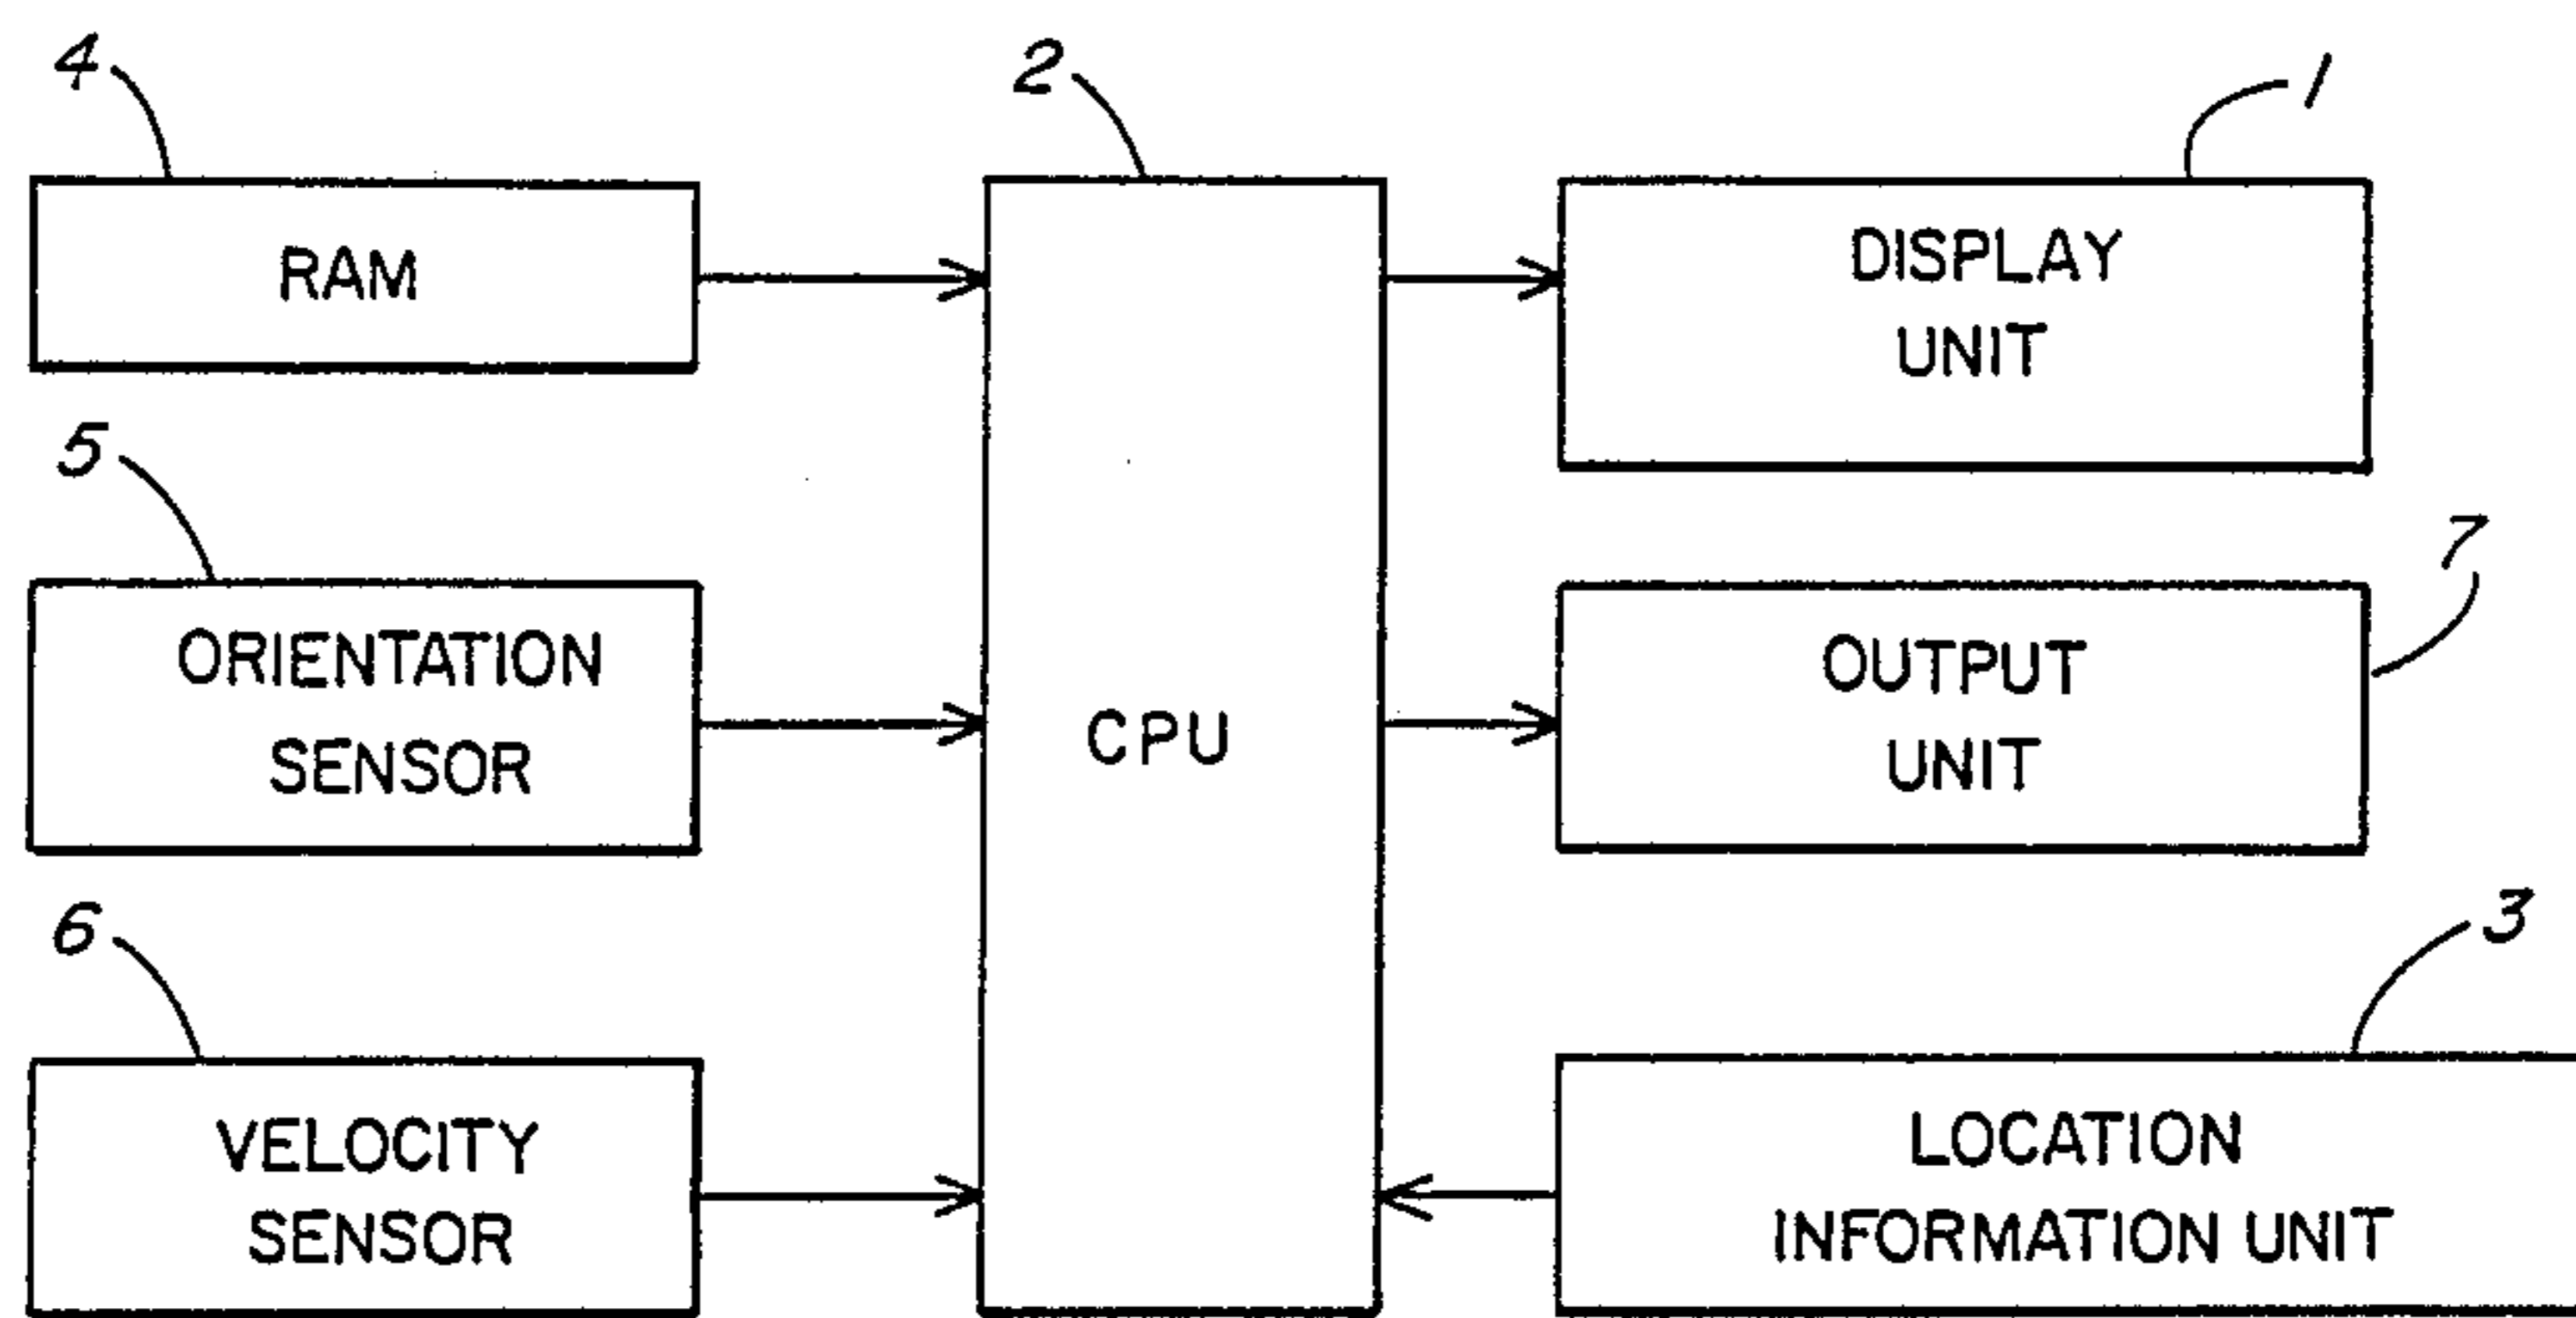 4
2
1
RAM
DISPLAY
UNIT
5
7
ORIENTATION
SENSOR
CPU
OUTPUT
UNIT
6
3
VELOCITY
SENSOR
LOCATION
INFORMATION UNIT